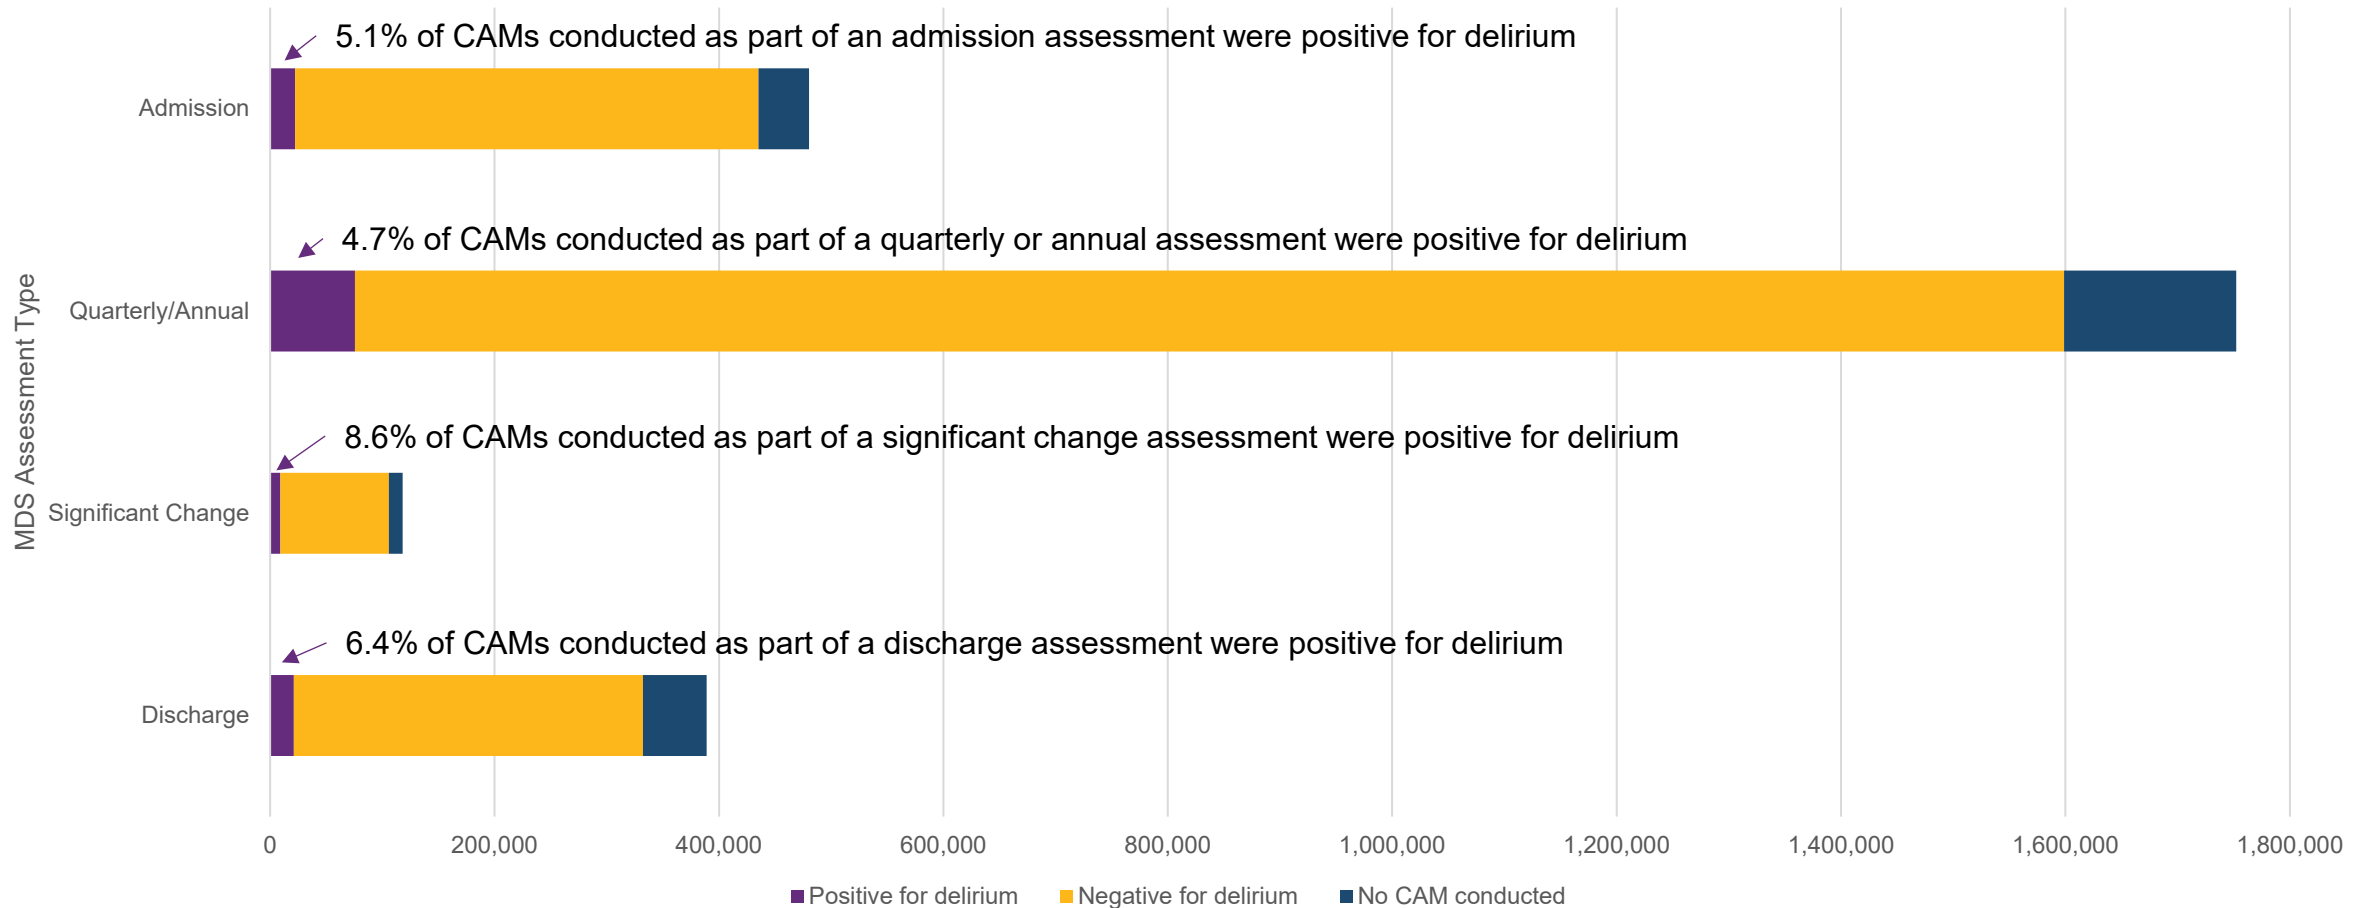 5.1% of CAMs conducted as part of an admission assessment were positive for delirium
Admission
4.7% of CAMs conducted as part of a quarterly or annual assessment were positive for delirium
Quarterly/Annual
MDS Assessment Type
8.6% of CAMs conducted as part of a significant change assessment were positive for delirium
Significant Change
6.4% of CAMs conducted as part of a discharge assessment were positive for delirium
Discharge
0 200,000 400,000 600,000 800,000 1,000,000 1,200,000 1,400,000 1,600,000 1,800,000
Positive for delirium Negative for delirium No CAM conducted